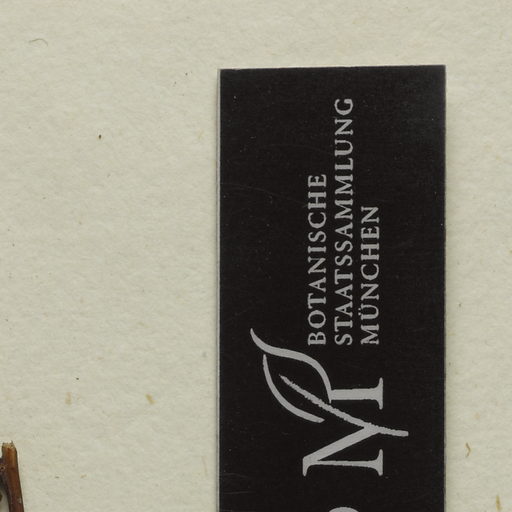 BOTANISCHE
STAATSSAMMLUNG
MÜNCHEN
M